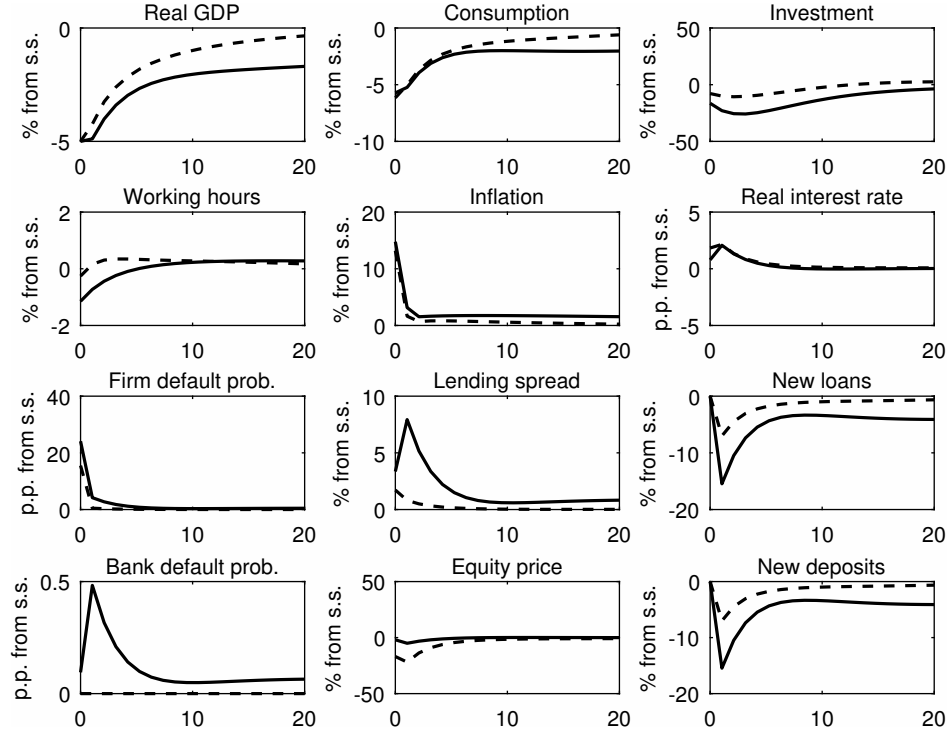 Real GDP
% from s.s.
0
-5
0 10 20
Consumption
% from s.s.
0
-5
-10
0 10 20
Investment
% from s.s.
50
0
-50
0 10 20
Working hours
% from s.s.
2
0
-2
0 10 20
Inflation
% from s.s.
20
10
0
0 10 20
Real interest rate
p.p. from s.s.
5
0
-5
0 10 20
Firm default prob.
p.p. from s.s.
40
20
0
0 10 20
Lending spread
% from s.s.
10
5
0
0 10 20
New loans
% from s.s.
0
-10
-20
0 10 20
Bank default prob.
p.p. from s.s.
0.5
0
0 10 20
Equity price
% from s.s.
50
0
-50
0 10 20
New deposits
% from s.s.
0
-10
-20
0 10 20